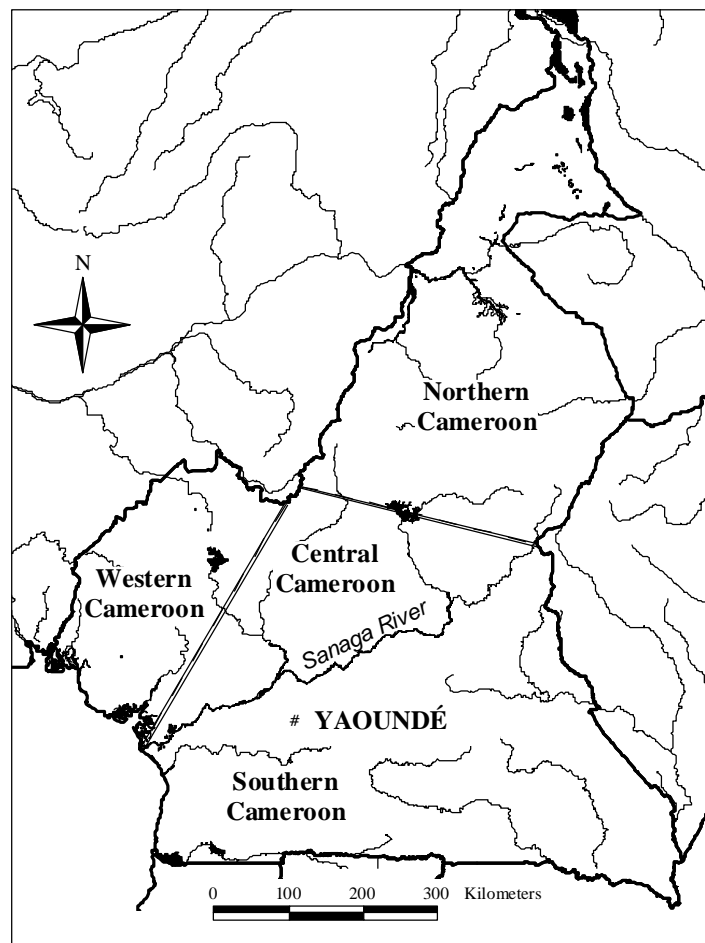 N
Northern
Cameroon
Western
Cameroon
Central
Cameroon
Sanaga River
# YAOUNDÉ
Southern
Cameroon
0 100 200 300 Kilometers